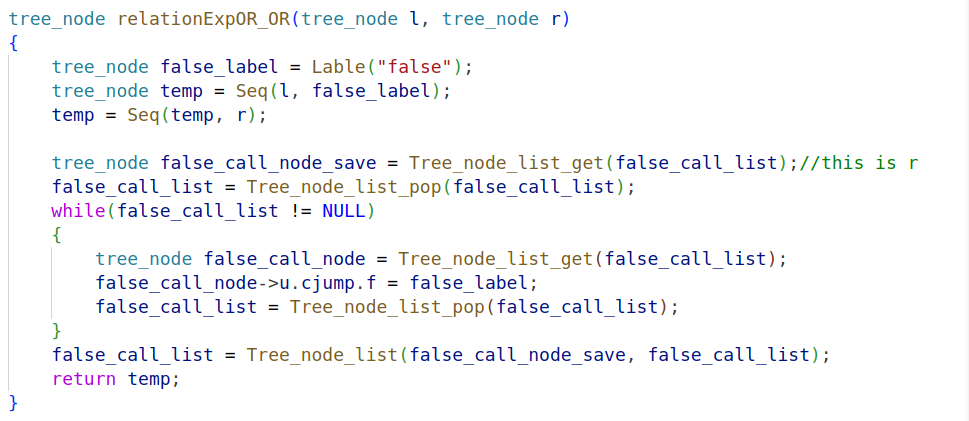 tree_node relationExpOR_OR(tree_node l, tree_node r)
{
    tree_node false_label = Lable("false");
    tree_node temp = Seq(l, false_label);
    temp = Seq(temp, r);

    tree_node false_call_node_save = Tree_node_list_get(false_call_list);//this is r
    false_call_list = Tree_node_list_pop(false_call_list);
    while(false_call_list != NULL)
    {
        tree_node false_call_node = Tree_node_list_get(false_call_list);
        false_call_node->u.cjump.f = false_label;
        false_call_list = Tree_node_list_pop(false_call_list);
    }
    false_call_list = Tree_node_list(false_call_node_save, false_call_list);
    return temp;
}